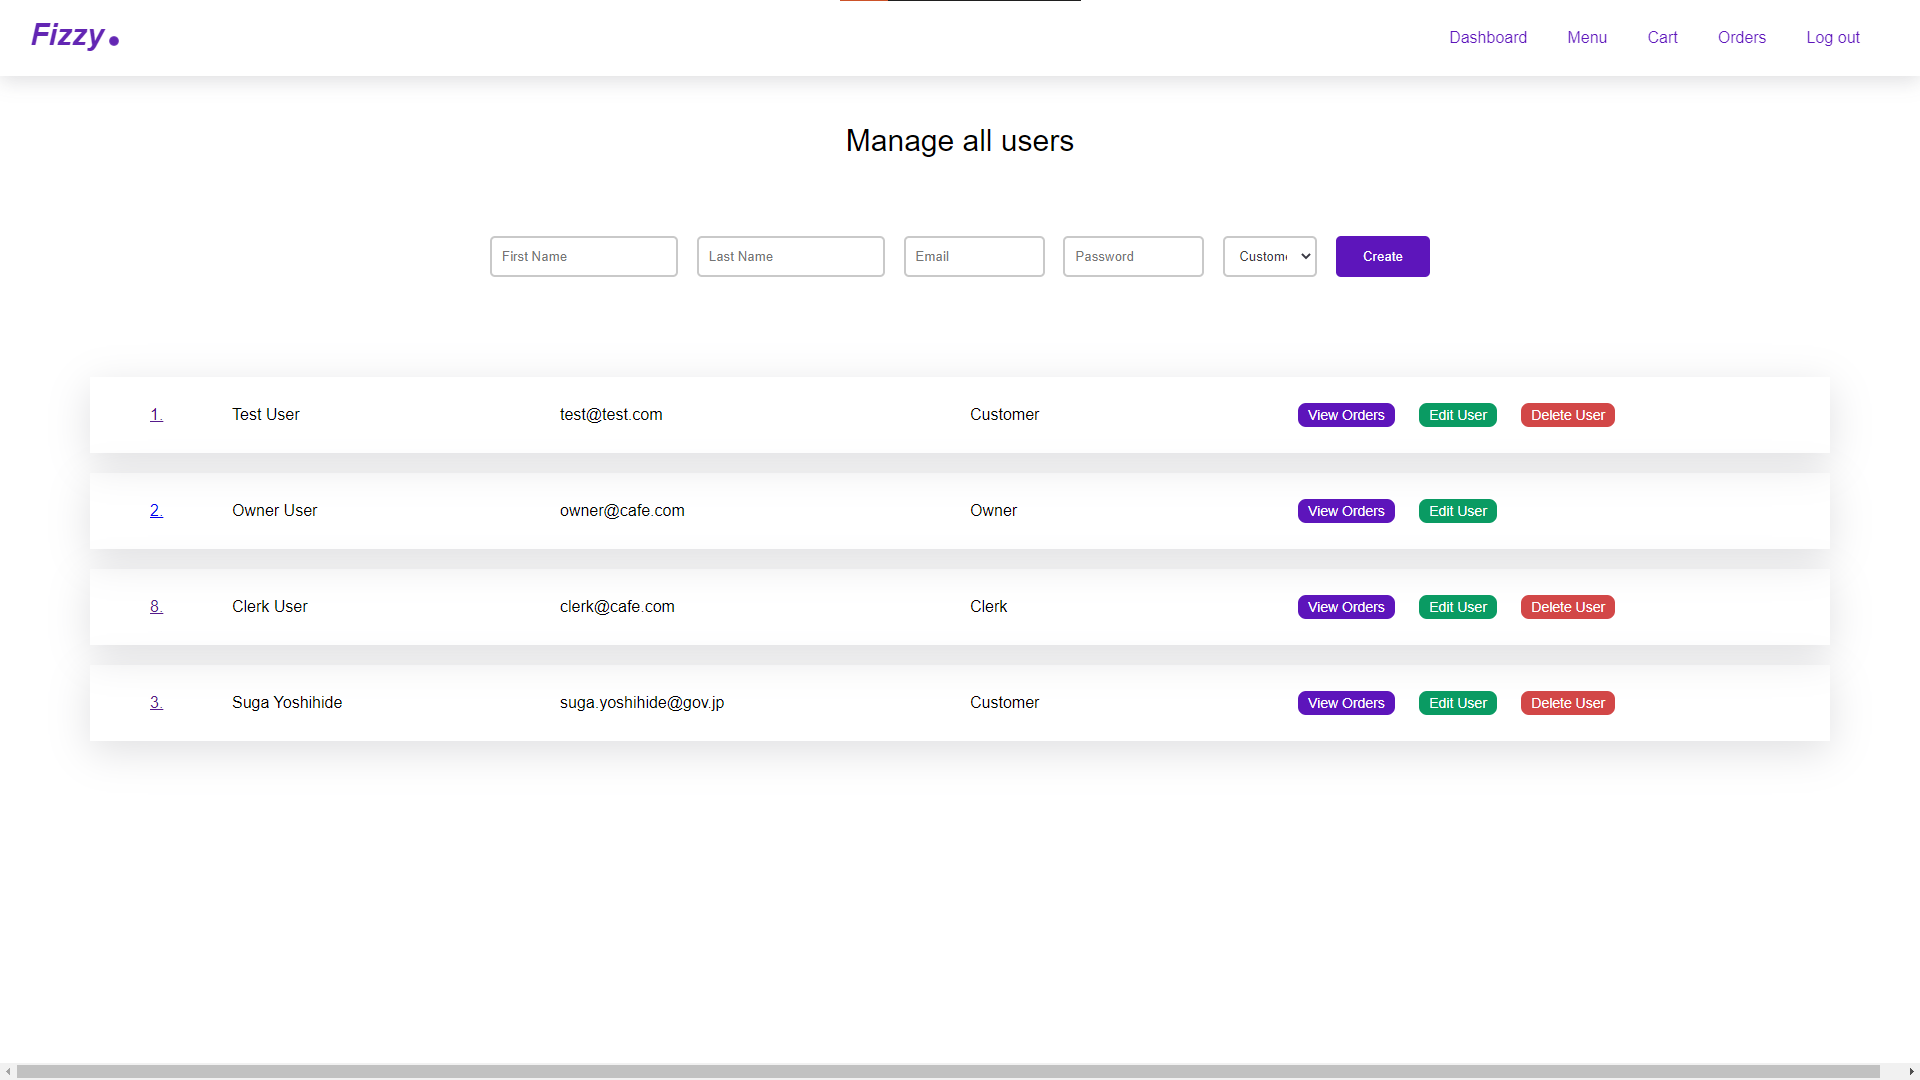 Fizzy
Dashboard Menu Cart Orders Log out
Manage all users
First Name Last Name Email Password Custome Create
1. Test User test@test.com Customer View Orders Edit User Delete User
2. Owner User owner@cafe.com Owner View Orders Edit User
8. Clerk User clerk@cafe.com Clerk View Orders Edit User Delete User
3. Suga Yoshihide suga.yoshihide@gov.jp Customer View Orders Edit User Delete User